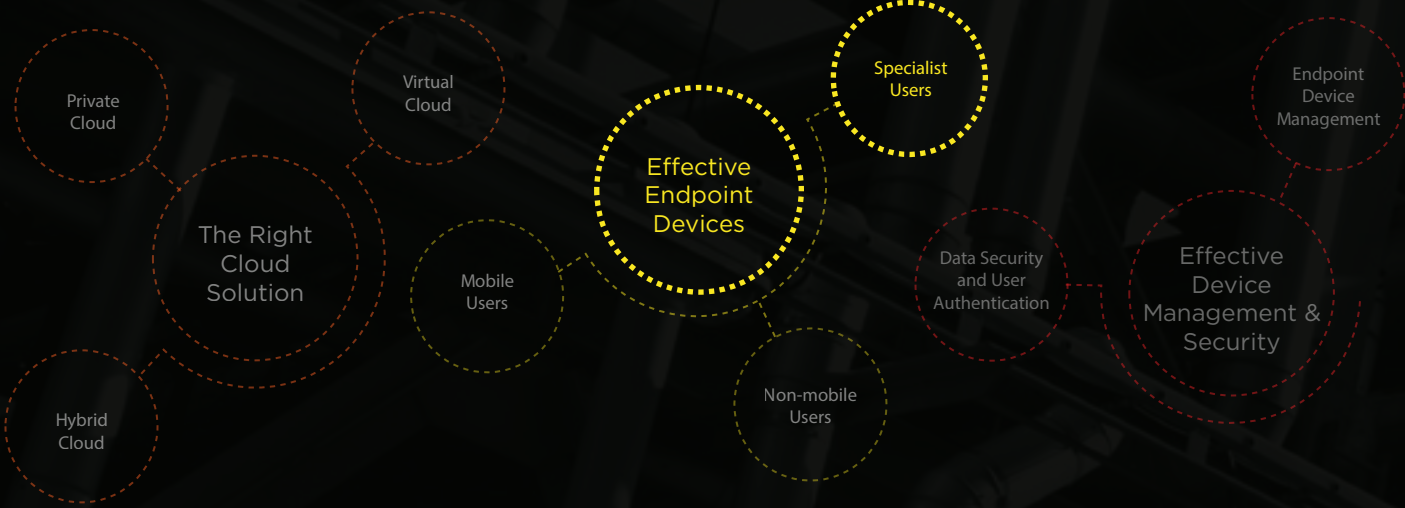 Private
Cloud
Virtual
Cloud
The Right
Cloud
Solution
Hybrid
Cloud
Effective
Endpoint
Devices
Specialist
Users
Mobile
Users
Non-mobile
Users
Endpoint
Device
Management
Data Security
and User
Authentication
Effective
Device
Management &
Security